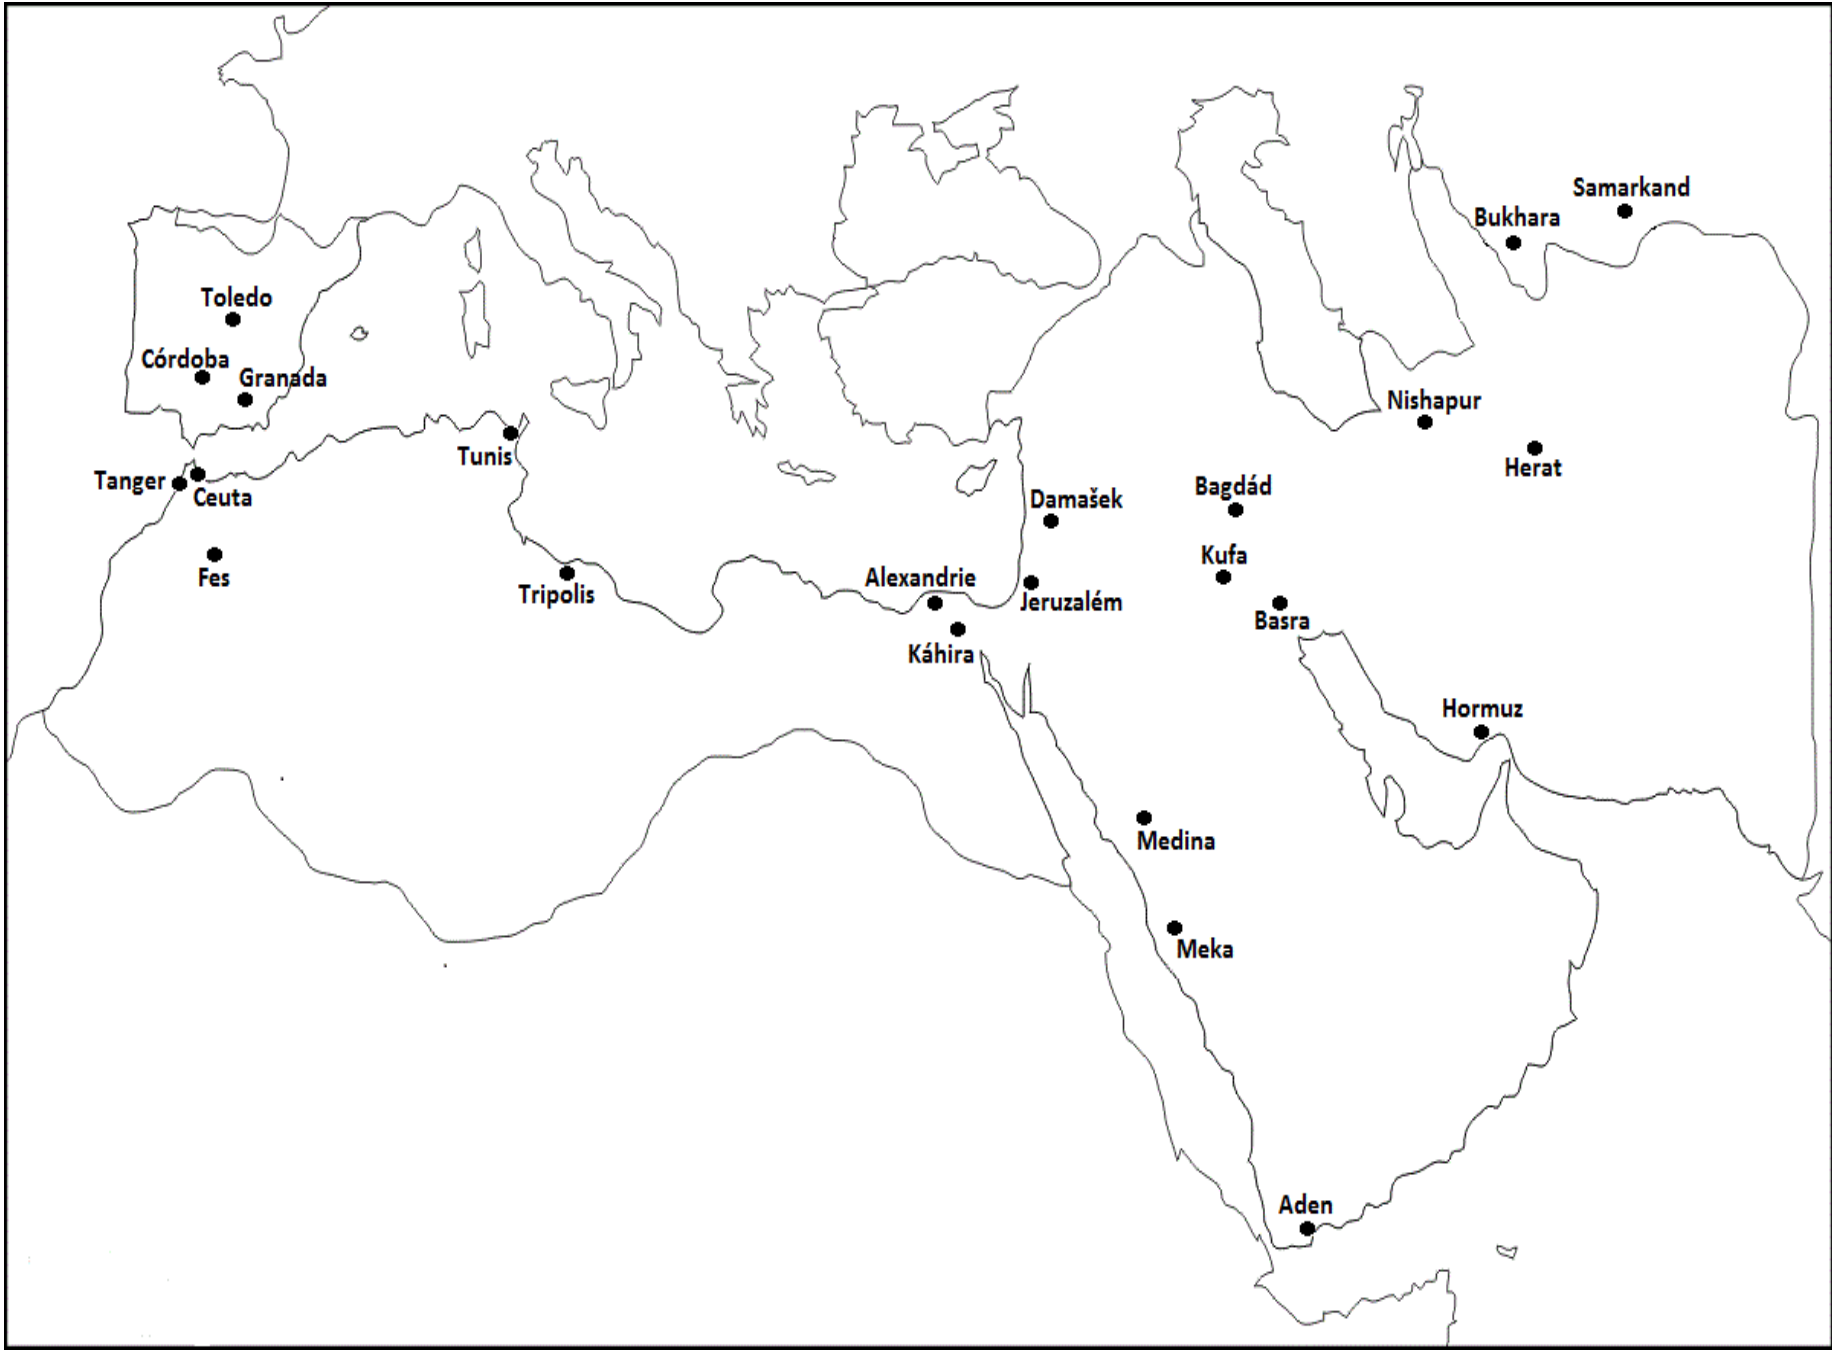 Samarkand
Bukhara
Toledo
Córdoba
Granada
Nishapur
Tunis
Herat
Tanger
Ceuta
Bagdád
Damašek
Kufa
Fes
Alexandrie
Tripolis
Jeruzalém
Basra
Káhira
Hormuz
Medina
Meka
Aden